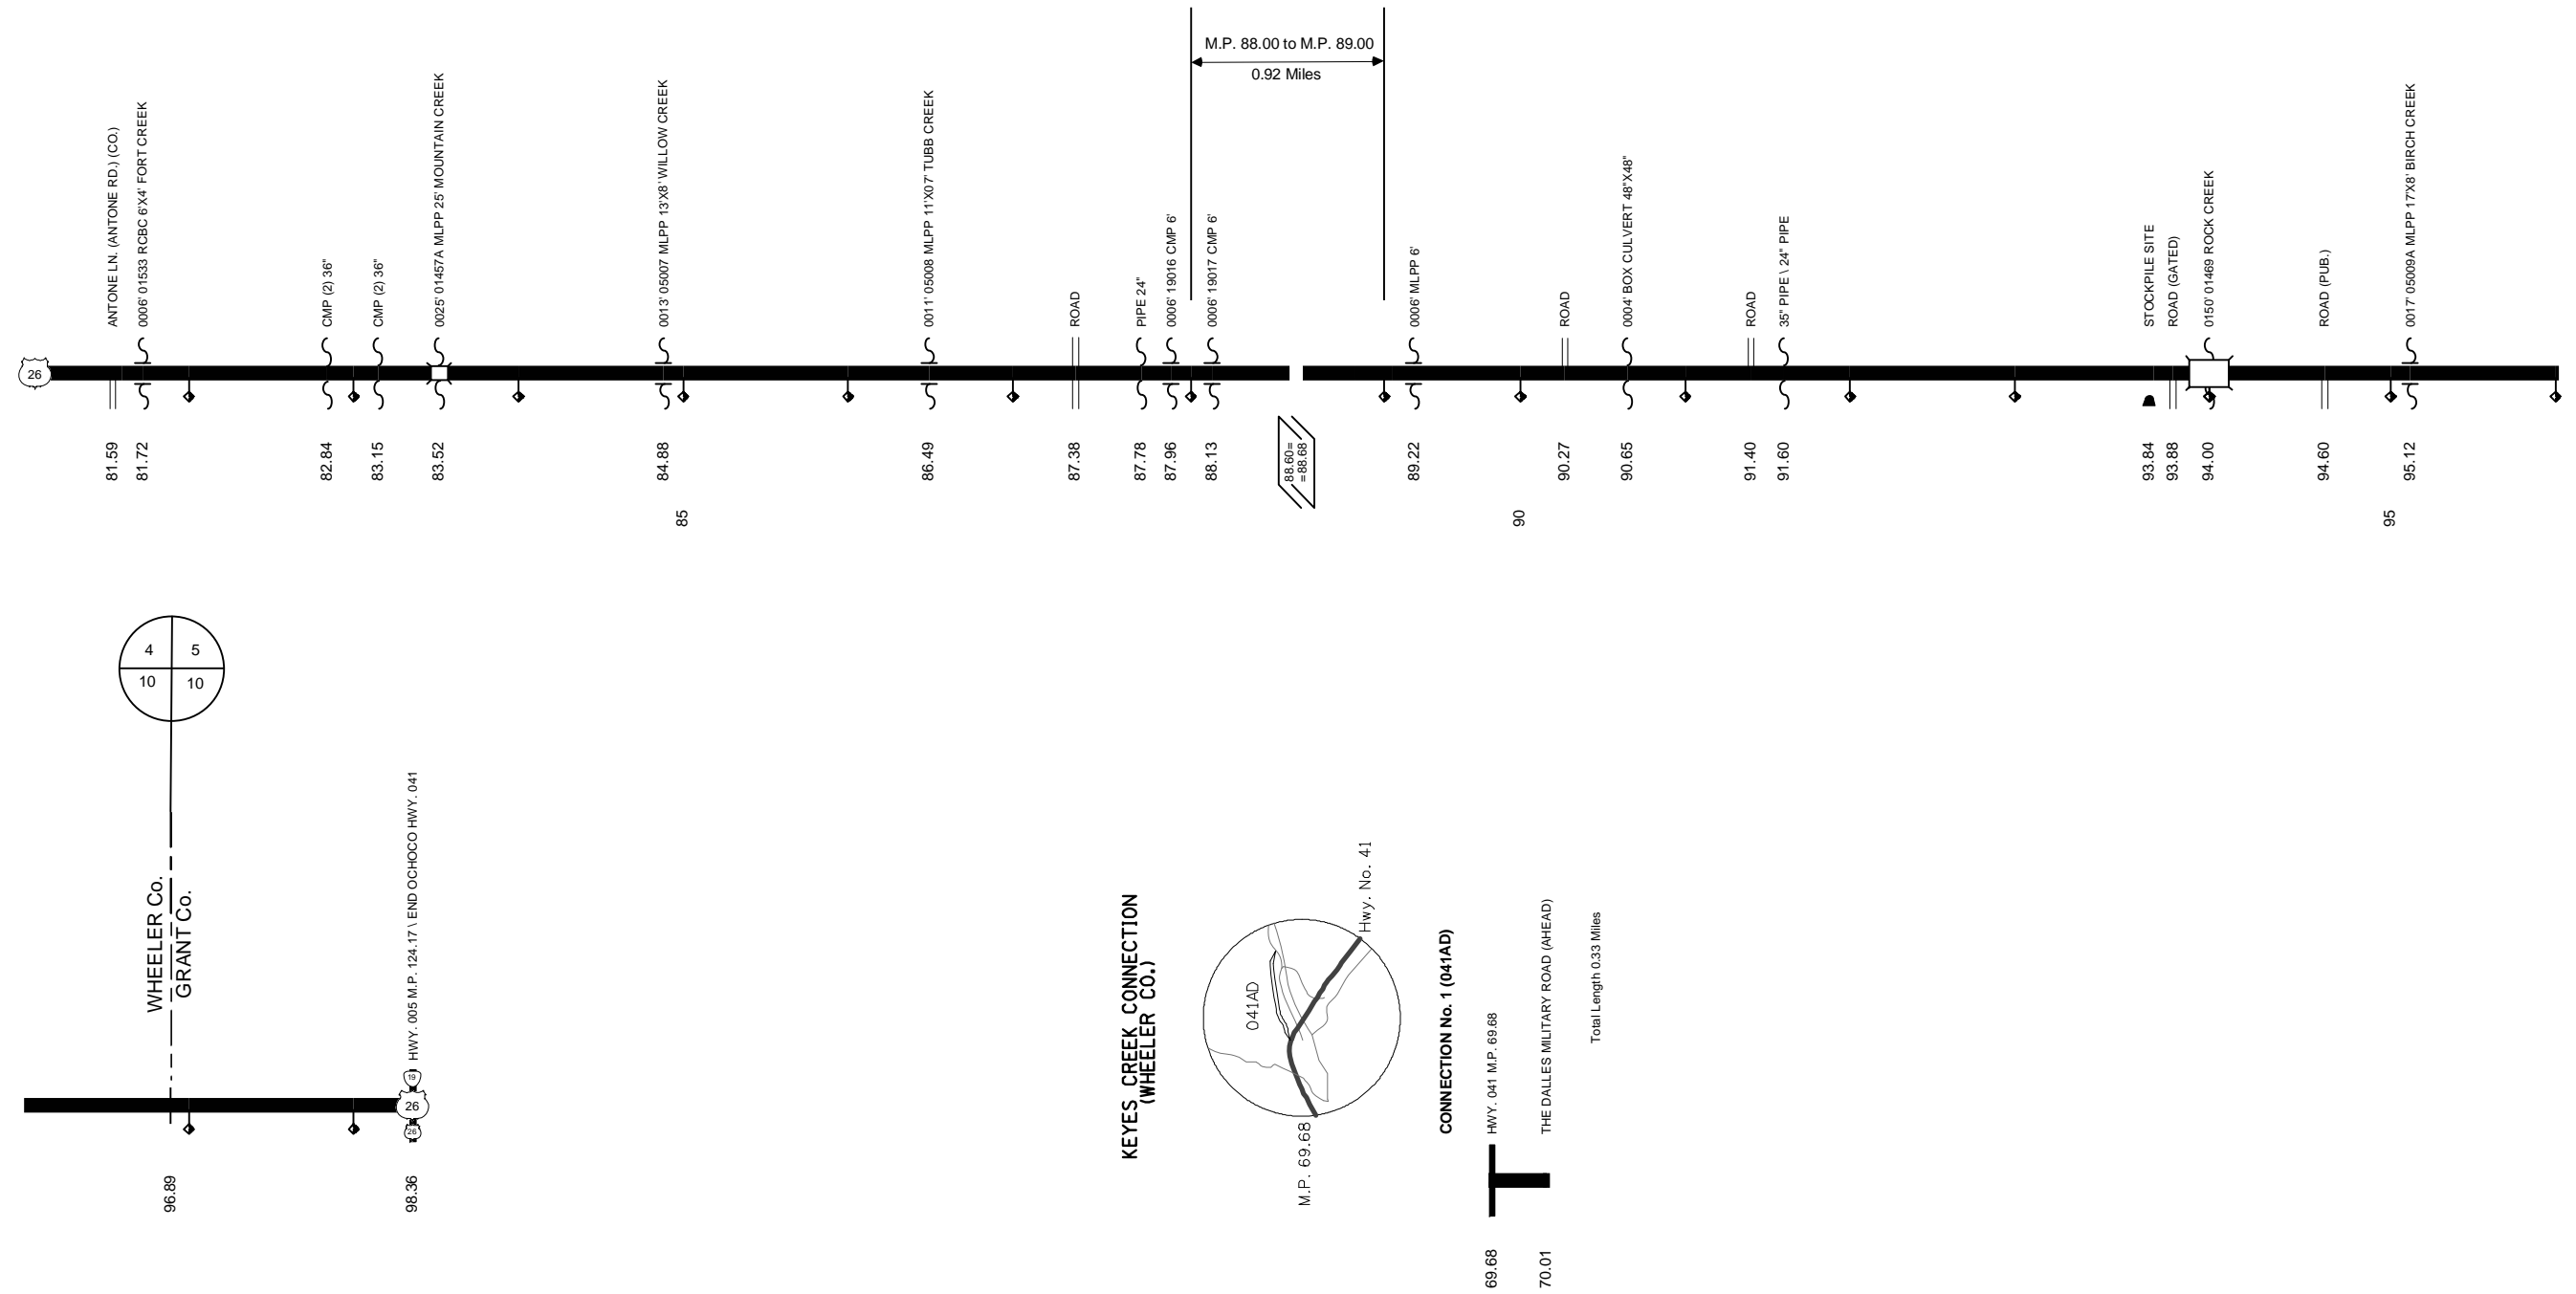 M.P. 88.00 to M.P. 89.00
0.92 Miles
ANTONE LN. (ANTONE RD.) (CO.)
0006' 01533 RCBC 6'X4' FORT CREEK
CMP (2) 36"
CMP (2) 36"
0025' 01457A MLPP 25' MOUNTAIN CREEK
0013' 05007 MLPP 13'X8' WILLOW CREEK
0011' 05008 MLPP 11'X07' TUBB CREEK
ROAD
PIPE 24"
0006' 19016 CMP 6'
0006' 19017 CMP 6'
0006' MLPP 6'
ROAD
0004' BOX CULVERT 48"X48"
ROAD
35" PIPE \ 24" PIPE
STOCKPILE SITE
ROAD (GATED)
0150' 01469 ROCK CREEK
ROAD (PUB.)
0017' 05009A MLPP 17'X8' BIRCH CREEK
26
81.59
81.72
82.84
83.15
83.52
84.88
86.49
87.38
87.78
87.96
88.13
88.60=
=88.68
89.22
90.27
90.65
91.40
91.60
93.84
93.88
94.00
94.60
95.12
85
90
95
4
5
10
10
WHEELER Co.
GRANT Co.
HWY. 005 M.P. 124.17 \ END OCHOCO HWY. 041
19
26
26
96.89
98.36
KEYES CREEK CONNECTION
(WHEELER CO.)
041AD
Hwy. No. 41
M.P. 69.68
CONNECTION No. 1 (041AD)
HWY. 041 M.P. 69.68
THE DALLES MILITARY ROAD (AHEAD)
Total Length 0.33 Miles
69.68
70.01